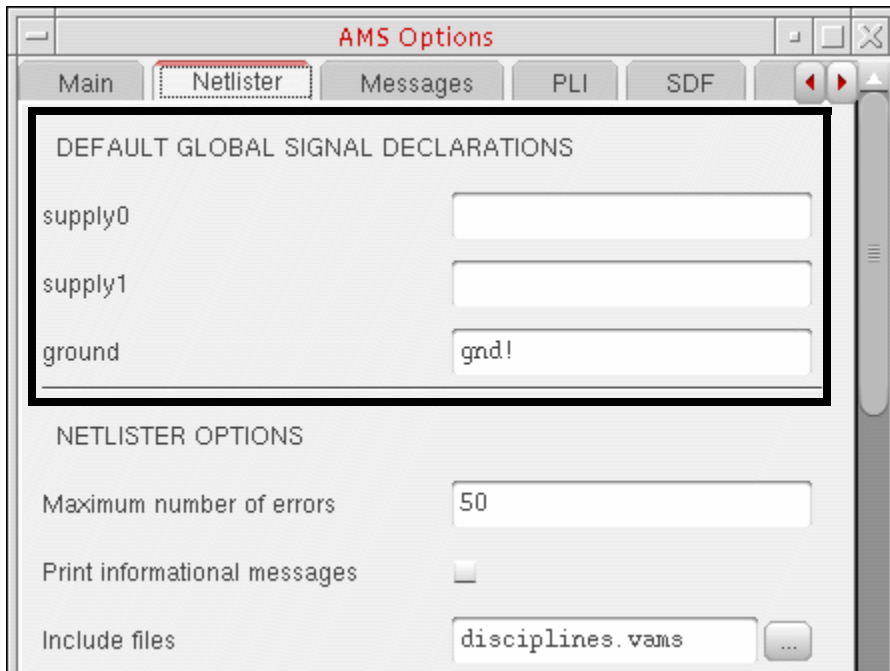 AMS Options
Main Netlister Messages PLI SDF
DEFAULT GLOBAL SIGNAL DECLARATIONS
supply0
supply1
ground gnd!
NETLISTER OPTIONS
Maximum number of errors 50
Print informational messages
Include files disciplines.vams ...